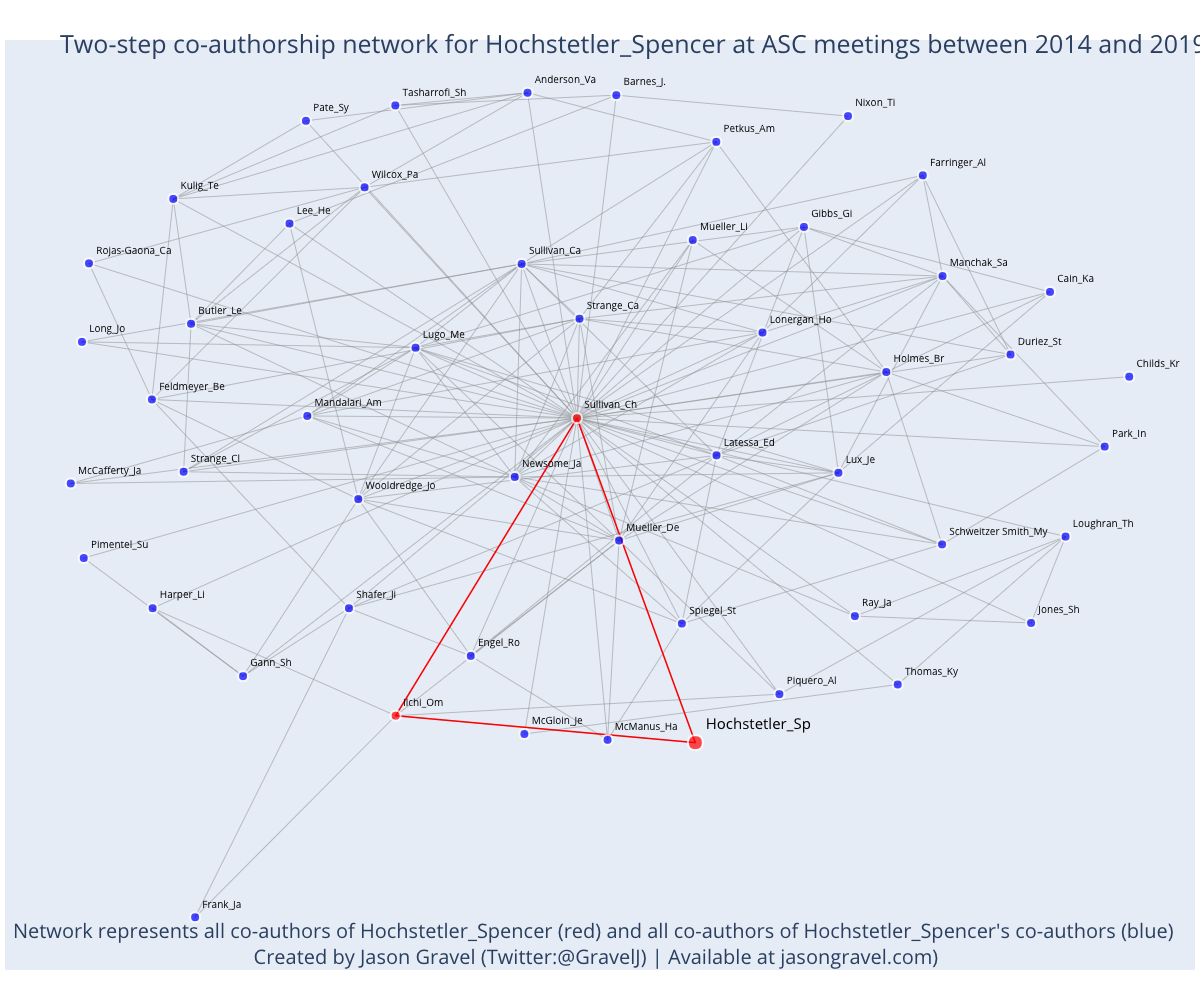 Two-step co-authorship network for Hochstetler_Spencer at ASC meetings between 2014 and 2019
Anderson_Va
Barnes_J.
Tasharrofi_Sh
Nixon_Ti
Pate_Sy
Petkus_Am
Farringer_Al
Wilcox_Pa
Kulig_Te
Lee_He
Gibbs_Gi
Mueller_Li
Rojas-Gaona_Ca
Sullivan_Ca
Manchak_Sa
Cain_Ka
Strange_Ca
Butler_Le
Lonergan_Ho
Long_Jo
Lugo_Me
Duriez_St
Holmes_Br
Childs_Kr
Feldmeyer_Be
Mandalari_Am
Sullivan_Ch
Park_In
Latessa_Ed
Strange_Cl
Newsome_Ja
Lux_Je
McCafferty_Ja
Wooldredge_Jo
Mueller_De
Schweitzer Smith_My
Loughran_Th
Pimentel_Su
Harper_Li
Shafer_Ji
Spiegel_St
Ray_Ja
Jones_Sh
Engel_Ro
Gann_Sh
Thomas_Ky
Piquero_Al
Ilchi_Om
McGloin_Je
McManus_Ha
Hochstetler_Sp
Frank_Ja
Network represents all co-authors of Hochstetler_Spencer (red) and all co-authors of Hochstetler_Spencer's co-authors (blue)
Created by Jason Gravel (Twitter:@GravelJ) | Available at jasongravel.com)